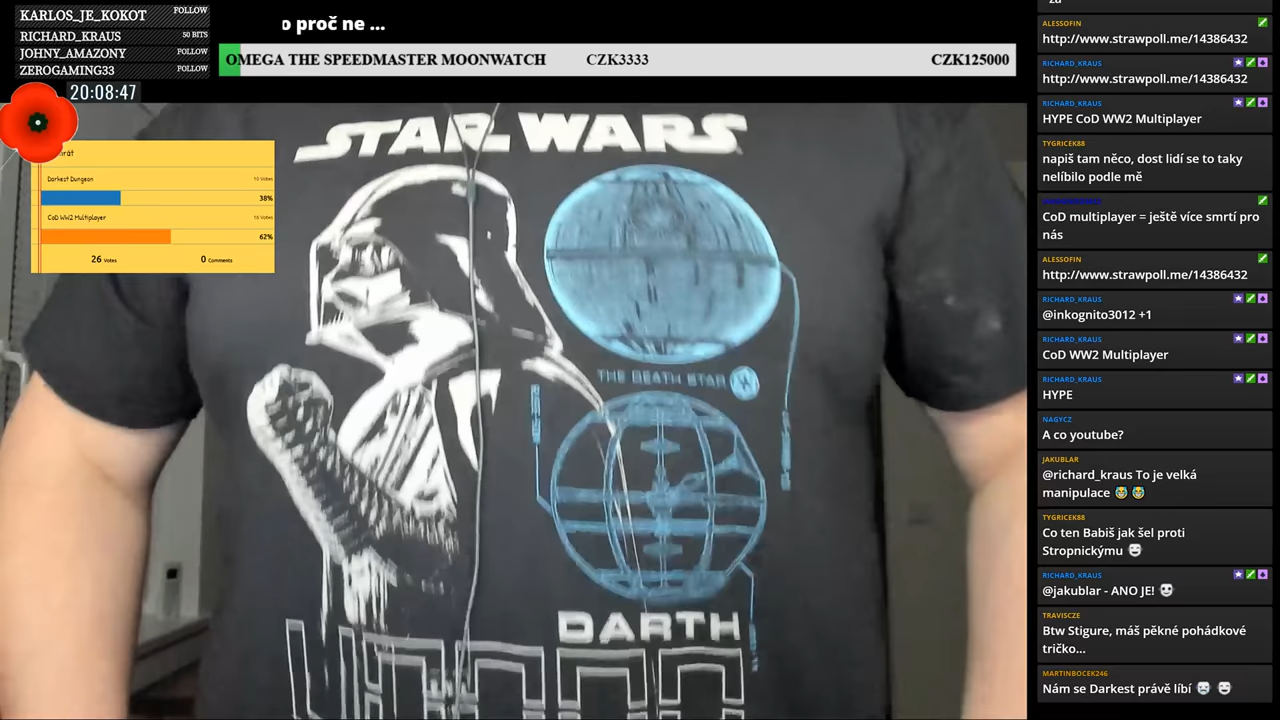 KARLOS_JE_KOKOT FOLLOW
RICHARD_KRAUS 50 BITS
JOHNY_AMAZONY FOLLOW
ZEROGAMING33 FOLLOW
proč ne ...
OMEGA THE SPEEDMASTER MOONWATCH CZK3333 CZK125000
20:08:47
Darkest Dungeon 10 Votes
38%
CoD WW2 Multiplayer 16 Votes
62%
26 Votes 0 Comments
STAR WARS
THE DEATH STAR
DARTH
ALESSOFIN
http://www.strawpoll.me/14386432
RICHARD_KRAUS
http://www.strawpoll.me/14386432
RICHARD_KRAUS
HYPE CoD WW2 Multiplayer
TYGRICEK88
napiš tam něco, dost lidí se to taky
nelíbilo podle mě
CoD multiplayer = ještě více smrtí pro
nás
ALESSOFIN
http://www.strawpoll.me/14386432
RICHARD_KRAUS
@inkognito3012 +1
RICHARD_KRAUS
CoD WW2 Multiplayer
RICHARD_KRAUS
HYPE
NAGYCZ
A co youtube?
JAKUBLAR
@richard_kraus To je velká
manipulace
TYGRICEK88
Co ten Babiš jak šel proti
Stropnickýmu
RICHARD_KRAUS
@jakublar - ANO JE!
TRAVISCZE
Btw Stigure, máš pěkné pohádkové
tričko...
MARTINBOCEK246
Nám se Darkest právě líbí